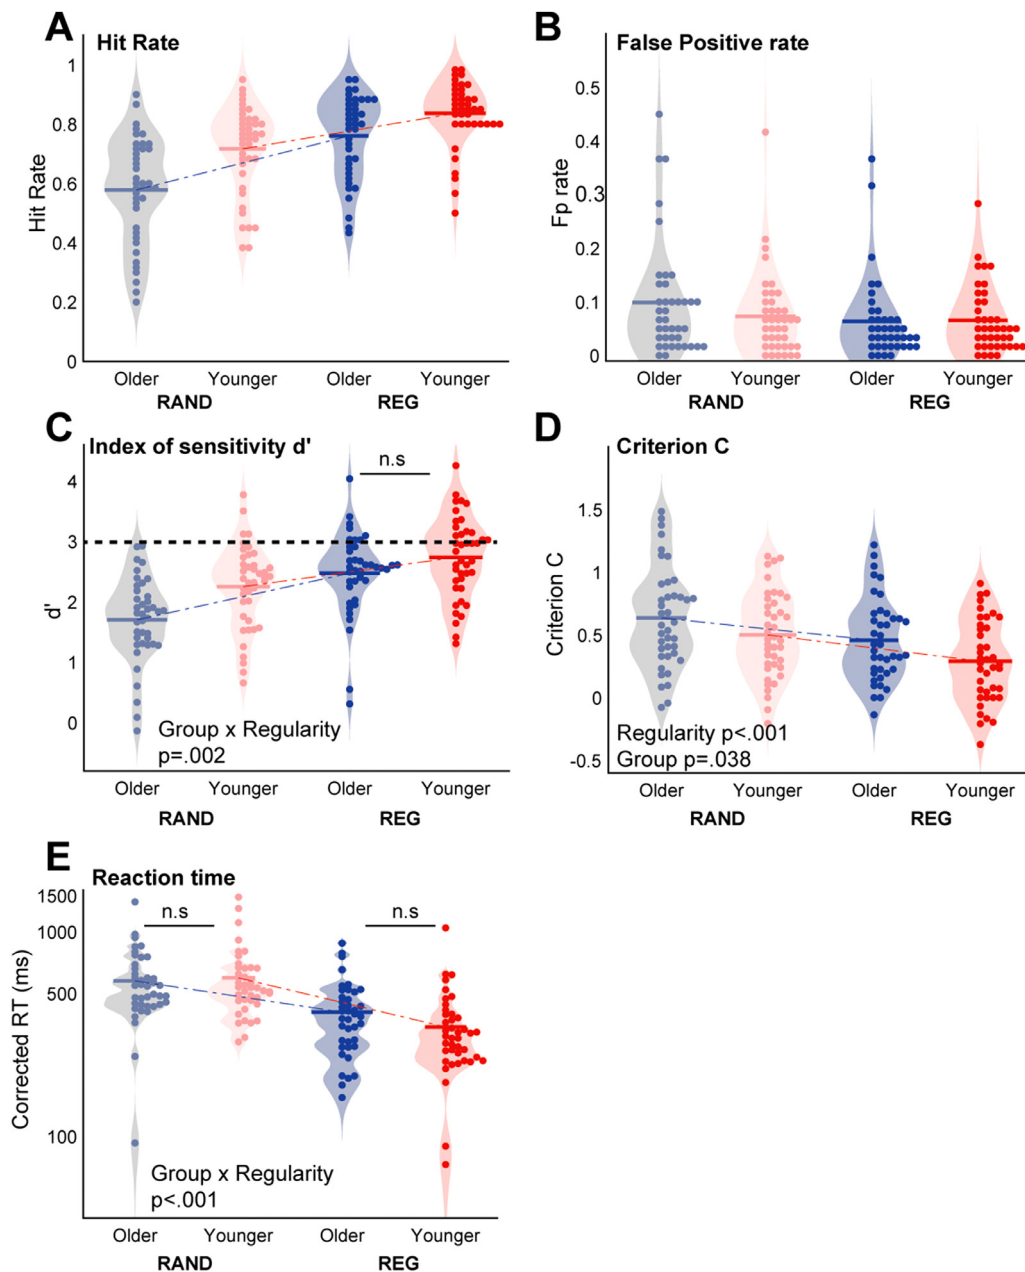 A
Hit Rate
Hit Rate
1
0.8
0.6
0.4
0.2
0
Older Younger Older Younger
RAND REG
B
False Positive rate
Fp rate
0.5
0.3
0.2
0.1
0
Older Younger Older Younger
RAND REG
C
Index of sensitivity d'
n.s
d'
4
3
2
1
0
Group x Regularity
p=.002
Older Younger Older Younger
RAND REG
D
Criterion C
Criterion C
1.5
1
0.5
0
-0.5
Regularity p<.001
Group p=.038
Older Younger Older Younger
RAND REG
E
Reaction time
n.s n.s
Corrected RT (ms)
1500
1000
500
100
Group x Regularity
p<.001
Older Younger Older Younger
RAND REG